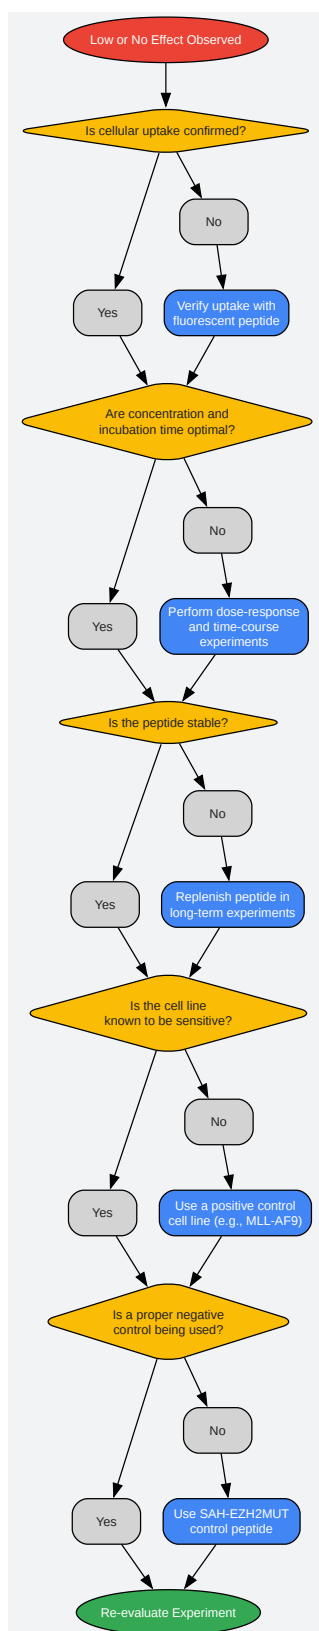 Low or No Effect Observed
Is cellular uptake confirmed?
No
Yes
Verify uptake with
fluorescent peptide
Are concentration and
incubation time optimal?
No
Yes
Perform dose-response
and time-course
experiments
Is the peptide stable?
No
Yes
Replenish peptide in
long-term experiments
Is the cell line
known to be sensitive?
No
Yes
Use a positive control
cell line (e.g., MLL-AF9)
Is a proper negative
control being used?
No
Yes
Use SAH-EZH2MUT
control peptide
Re-evaluate Experiment